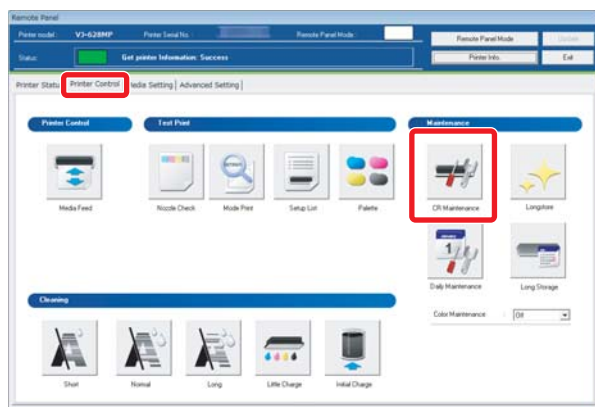 Remote Panel
Printer model : VJ-628MP Printer Serial No. : Remote Panel Mode : Remote Panel Mode Update
Status: Get printer Information: Success Printer Info. Exit
Printer Statu Printer Control edia Setting Advanced Setting
Printer Control Test Print Maintenance
Media Feed Nozzle Check Mode Print Setup List Palette CR Maintenance Longstore
1
Daily Maintenance Long Storage
Cleaning
Color Maintenance : Off
Short Normal Long Little Charge Initial Charge